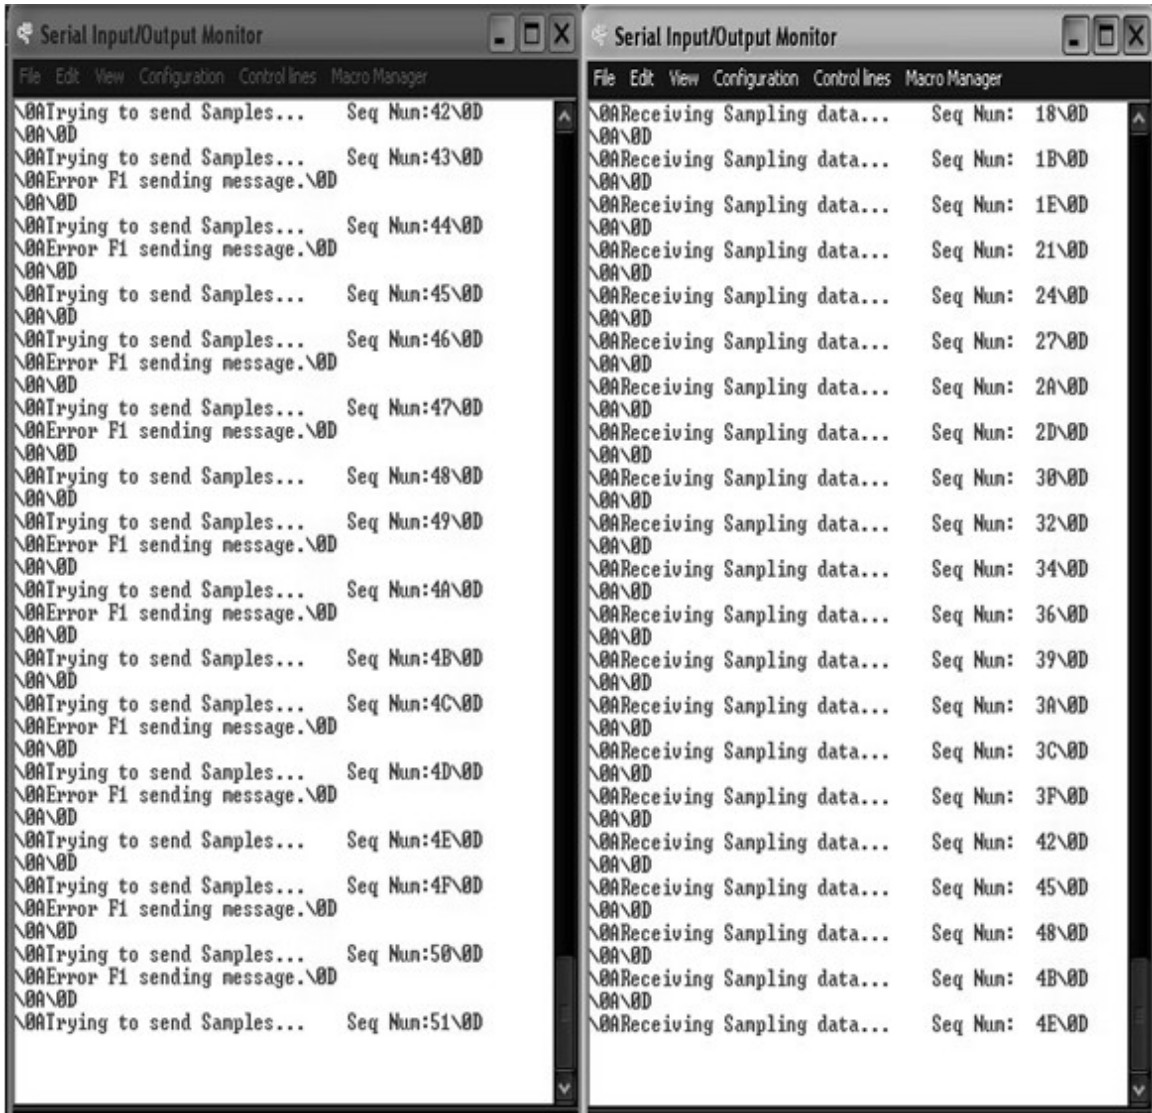 Serial Input/Output Monitor
File Edit View Configuration Control lines Macro Manager
\0ATrying to send Samples... Seq Num:42\0D
\0A\0D
\0ATrying to send Samples... Seq Num:43\0D
\0AError F1 sending message.\0D
\0A\0D
\0ATrying to send Samples... Seq Num:44\0D
\0AError F1 sending message.\0D
\0A\0D
\0ATrying to send Samples... Seq Num:45\0D
\0A\0D
\0ATrying to send Samples... Seq Num:46\0D
\0AError F1 sending message.\0D
\0A\0D
\0ATrying to send Samples... Seq Num:47\0D
\0AError F1 sending message.\0D
\0A\0D
\0ATrying to send Samples... Seq Num:48\0D
\0A\0D
\0ATrying to send Samples... Seq Num:49\0D
\0AError F1 sending message.\0D
\0A\0D
\0ATrying to send Samples... Seq Num:4A\0D
\0AError F1 sending message.\0D
\0A\0D
\0ATrying to send Samples... Seq Num:4B\0D
\0A\0D
\0ATrying to send Samples... Seq Num:4C\0D
\0AError F1 sending message.\0D
\0A\0D
\0ATrying to send Samples... Seq Num:4D\0D
\0AError F1 sending message.\0D
\0A\0D
\0ATrying to send Samples... Seq Num:4E\0D
\0A\0D
\0ATrying to send Samples... Seq Num:4F\0D
\0AError F1 sending message.\0D
\0A\0D
\0ATrying to send Samples... Seq Num:50\0D
\0AError F1 sending message.\0D
\0A\0D
\0ATrying to send Samples... Seq Num:51\0D
Serial Input/Output Monitor
File Edit View Configuration Control lines Macro Manager
\0AReceiving Sampling data... Seq Num: 18\0D
\0A\0D
\0AReceiving Sampling data... Seq Num: 1B\0D
\0A\0D
\0AReceiving Sampling data... Seq Num: 1E\0D
\0A\0D
\0AReceiving Sampling data... Seq Num: 21\0D
\0A\0D
\0AReceiving Sampling data... Seq Num: 24\0D
\0A\0D
\0AReceiving Sampling data... Seq Num: 27\0D
\0A\0D
\0AReceiving Sampling data... Seq Num: 2A\0D
\0A\0D
\0AReceiving Sampling data... Seq Num: 2D\0D
\0A\0D
\0AReceiving Sampling data... Seq Num: 30\0D
\0A\0D
\0AReceiving Sampling data... Seq Num: 32\0D
\0A\0D
\0AReceiving Sampling data... Seq Num: 34\0D
\0A\0D
\0AReceiving Sampling data... Seq Num: 36\0D
\0A\0D
\0AReceiving Sampling data... Seq Num: 39\0D
\0A\0D
\0AReceiving Sampling data... Seq Num: 3A\0D
\0A\0D
\0AReceiving Sampling data... Seq Num: 3C\0D
\0A\0D
\0AReceiving Sampling data... Seq Num: 3F\0D
\0A\0D
\0AReceiving Sampling data... Seq Num: 42\0D
\0A\0D
\0AReceiving Sampling data... Seq Num: 45\0D
\0A\0D
\0AReceiving Sampling data... Seq Num: 48\0D
\0A\0D
\0AReceiving Sampling data... Seq Num: 4B\0D
\0A\0D
\0AReceiving Sampling data... Seq Num: 4E\0D